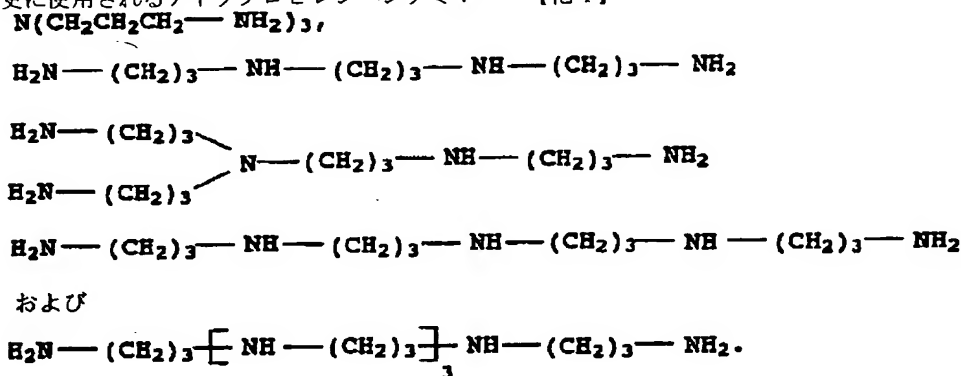 N(CH₂CH₂CH₂— NH₂)₃,
H₂N—(CH₂)₃—NH—(CH₂)₃—NH—(CH₂)₃—NH₂
H₂N—(CH₂)₃
N—(CH₂)₃—NH—(CH₂)₃—NH₂
H₂N—(CH₂)₃
H₂N—(CH₂)₃—NH—(CH₂)₃—NH—(CH₂)₃—NH—(CH₂)₃—NH₂
および
H₂N—(CH₂)₃-[NH—(CH₂)₃]-₃NH—(CH₂)₃—NH₂.